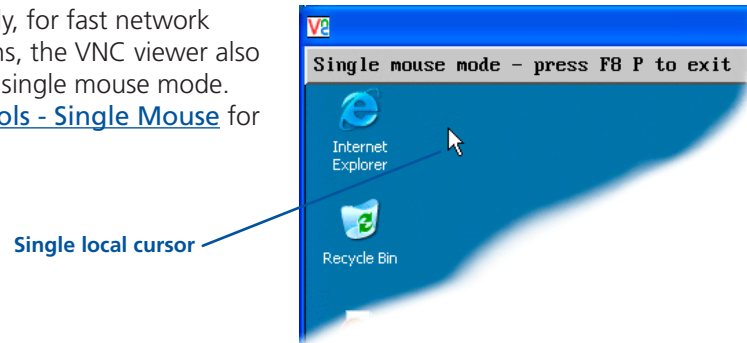 ly, for fast network
ns, the VNC viewer also
single mouse mode.
ols - Single Mouse for
Single local cursor
Single mouse mode - press F8 P to exit
Internet
Explorer
Recycle Bin